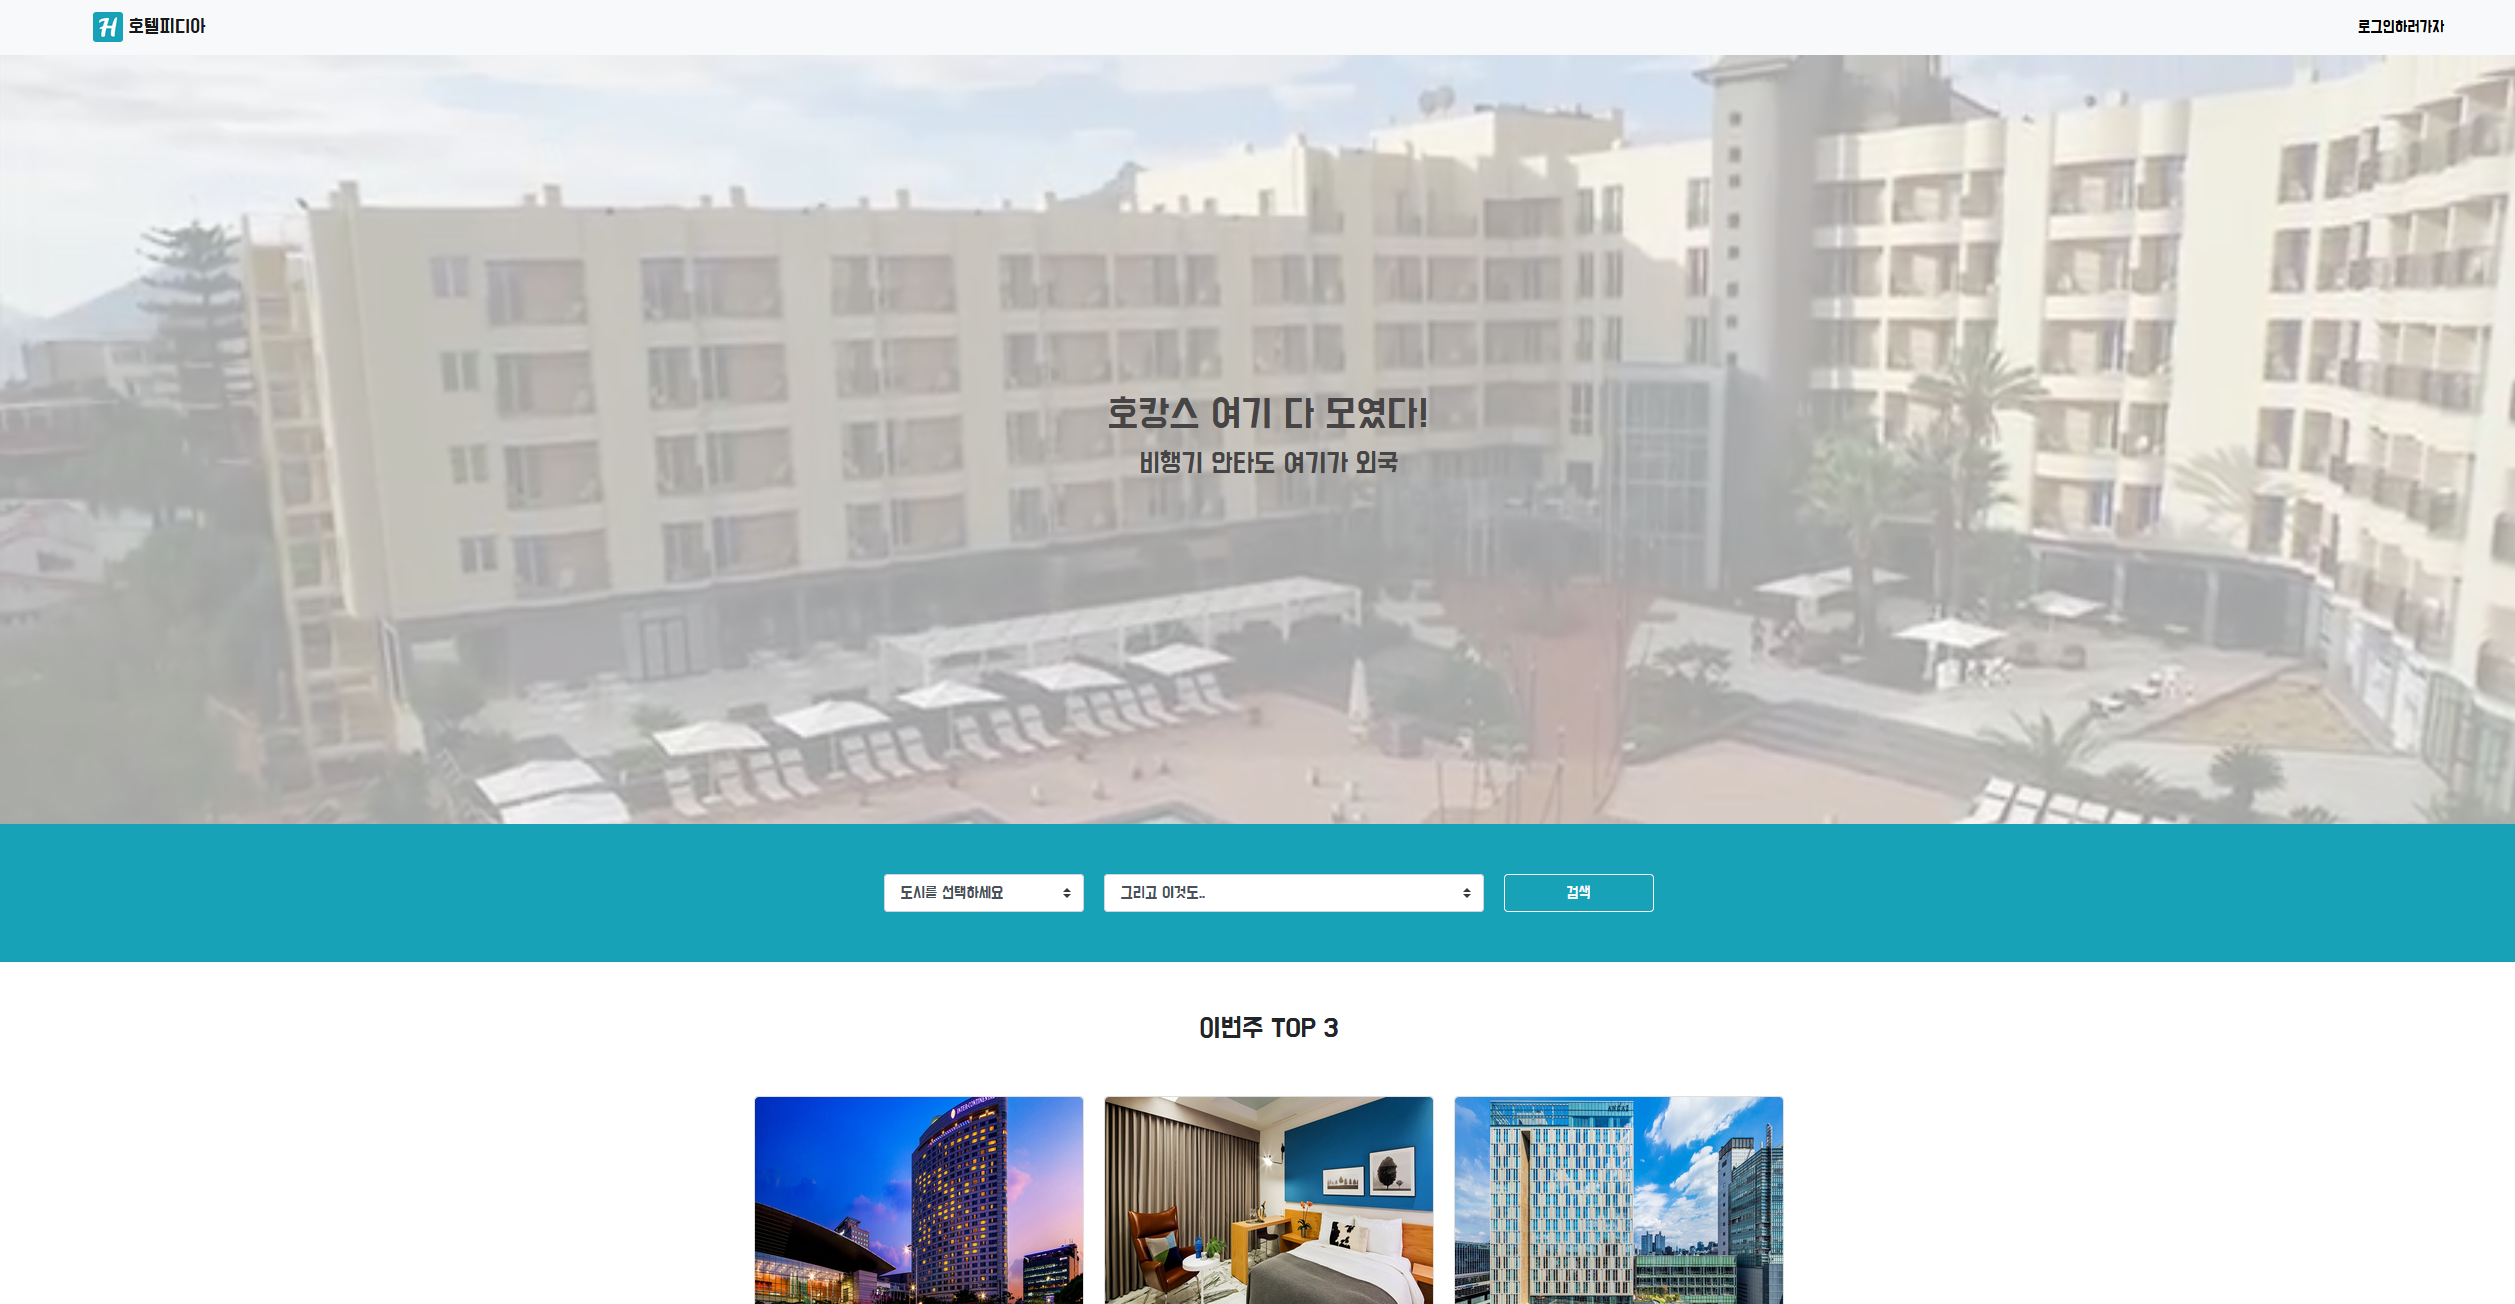 H 호텔피디아
로그인하러가자
호캉스 여기 다 모였다!
비행기 안타도 여기가 외국
도시를 선택하세요
그리고 이것도..
검색
이번주 TOP 3
INTERCONTINENTAL